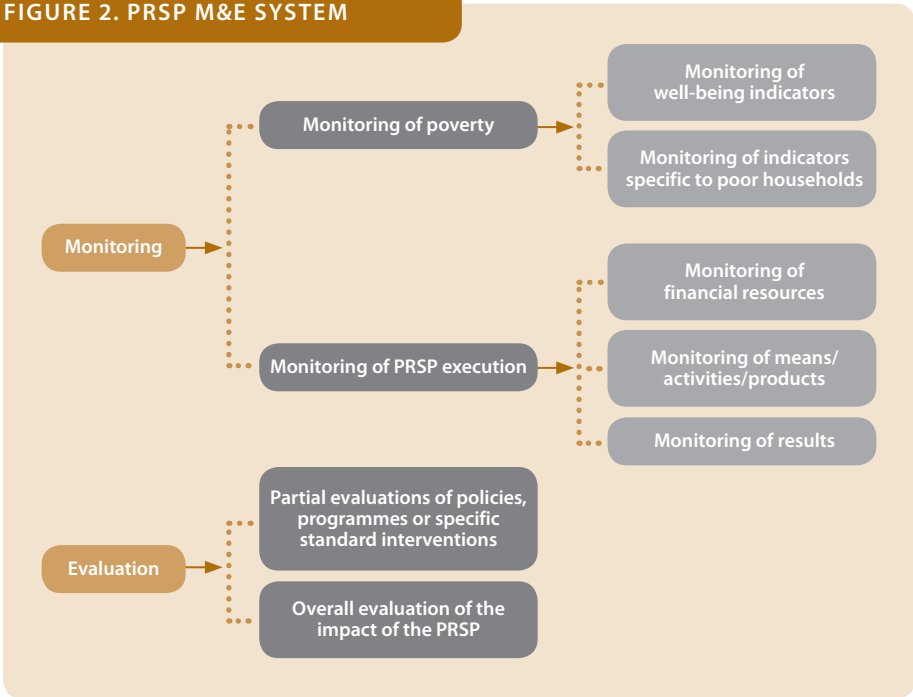 FIGURE 2. PRSP M&E SYSTEM
Monitoring
Monitoring of poverty
Monitoring of
well-being indicators
Monitoring of indicators
specific to poor households
Monitoring of PRSP execution
Monitoring of
financial resources
Monitoring of means/
activities/products
Monitoring of results
Evaluation
Partial evaluations of policies,
programmes or specific
standard interventions
Overall evaluation of the
impact of the PRSP